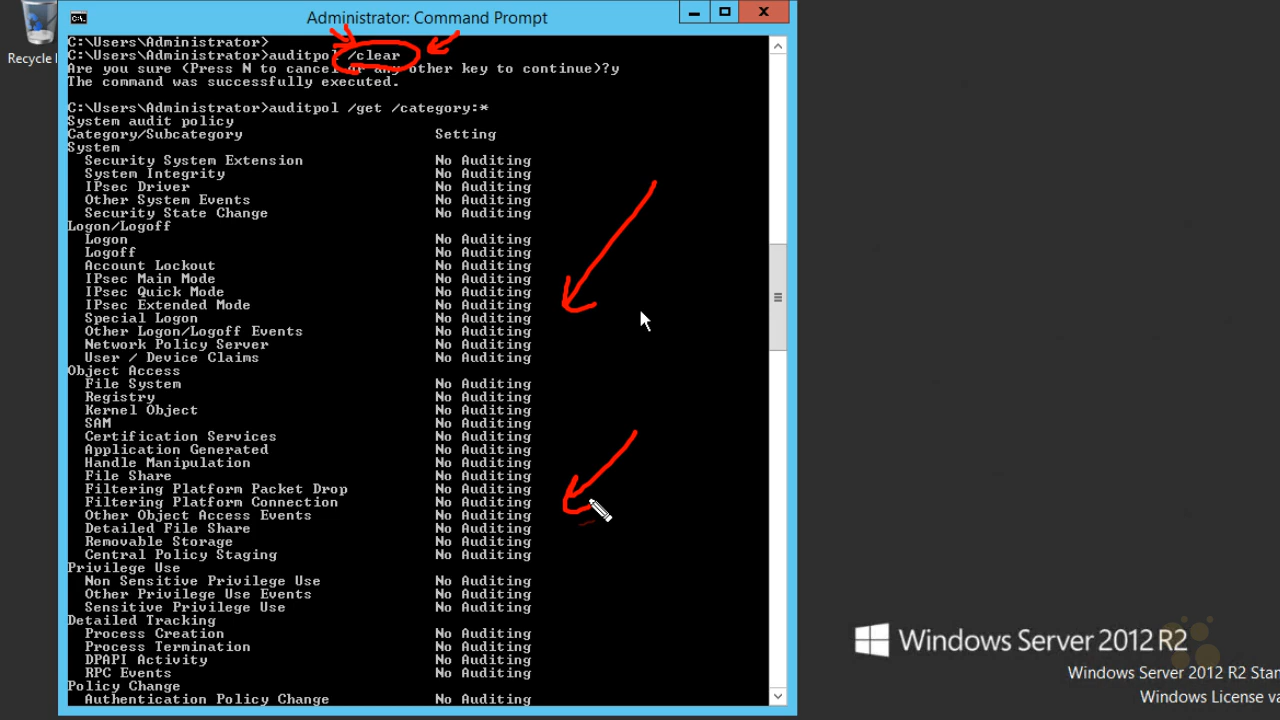 Administrator: Command Prompt
Recycle
C:\Users\Administrator>
C:\Users\Administrator>auditpol /clear
Are you sure (Press N to cancel or any other key to continue)?y
The command was successfully executed.
C:\Users\Administrator>auditpol /get /category:*
System audit policy
Category/Subcategory Setting
System
Security System Extension No Auditing
System Integrity No Auditing
IPsec Driver No Auditing
Other System Events No Auditing
Security State Change No Auditing
Logon/Logoff
Logon No Auditing
Logoff No Auditing
Account Lockout No Auditing
IPsec Main Mode No Auditing
IPsec Quick Mode No Auditing
IPsec Extended Mode No Auditing
Special Logon No Auditing
Other Logon/Logoff Events No Auditing
Network Policy Server No Auditing
User / Device Claims No Auditing
Object Access
File System No Auditing
Registry No Auditing
Kernel Object No Auditing
SAM No Auditing
Certification Services No Auditing
Application Generated No Auditing
Handle Manipulation No Auditing
File Share No Auditing
Filtering Platform Packet Drop No Auditing
Filtering Platform Connection No Auditing
Other Object Access Events No Auditing
Detailed File Share No Auditing
Removable Storage No Auditing
Central Policy Staging No Auditing
Privilege Use
Non Sensitive Privilege Use No Auditing
Other Privilege Use Events No Auditing
Sensitive Privilege Use No Auditing
Detailed Tracking
Process Creation No Auditing
Process Termination No Auditing
DPAPI Activity No Auditing
RPC Events No Auditing
Policy Change
Authentication Policy Change No Auditing
Windows Server 2012 R2
Windows Server 2012 R2 Stan
Windows License va